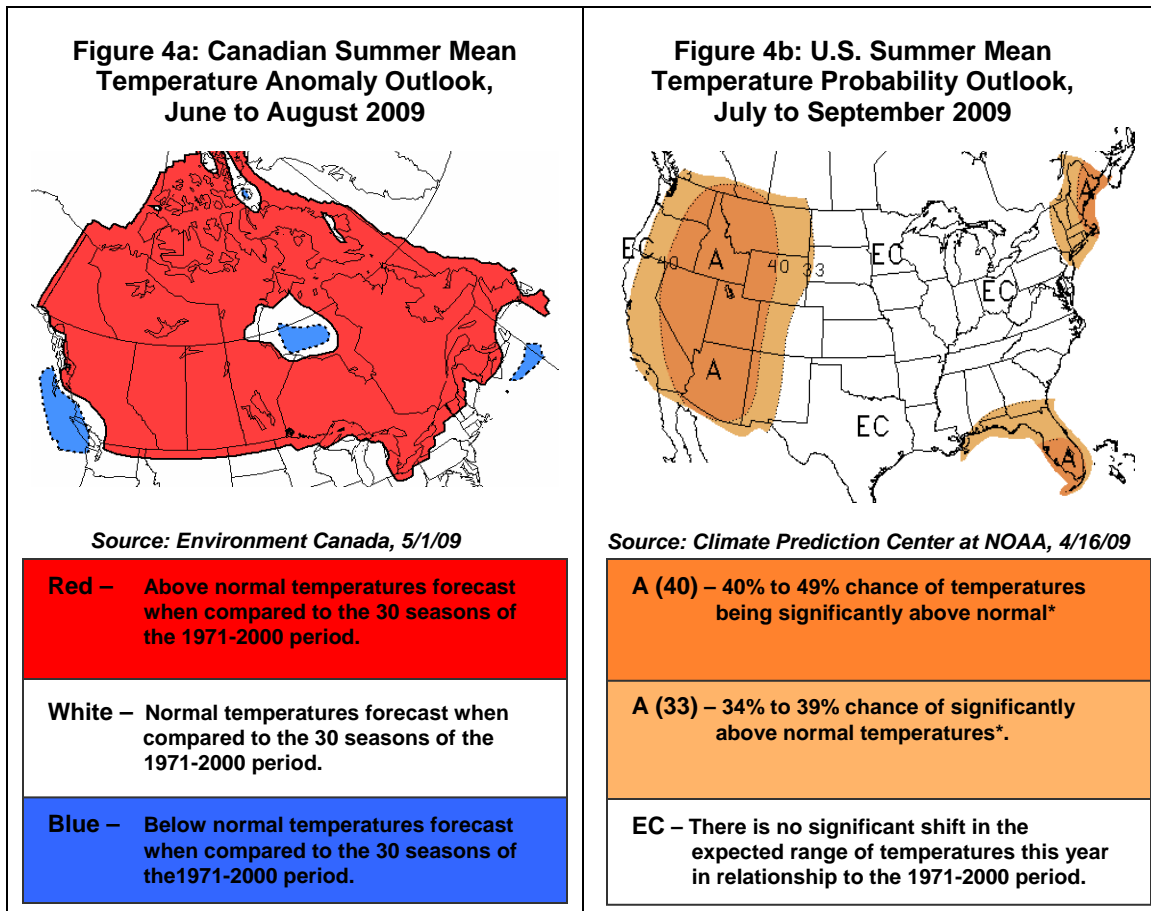 Figure 4a: Canadian Summer Mean
Temperature Anomaly Outlook,
June to August 2009
Source: Environment Canada, 5/1/09
Red – Above normal temperatures forecast
when compared to the 30 seasons of
the 1971-2000 period.
White – Normal temperatures forecast when
compared to the 30 seasons of the
1971-2000 period.
Blue – Below normal temperatures forecast
when compared to the 30 seasons of
the1971-2000 period.
Figure 4b: U.S. Summer Mean
Temperature Probability Outlook,
July to September 2009
A
EC
EC
40
A
40
33
EC
A
EC
A
Source: Climate Prediction Center at NOAA, 4/16/09
A (40) – 40% to 49% chance of temperatures
being significantly above normal*
A (33) – 34% to 39% chance of significantly
above normal temperatures*.
EC – There is no significant shift in the
expected range of temperatures this year
in relationship to the 1971-2000 period.